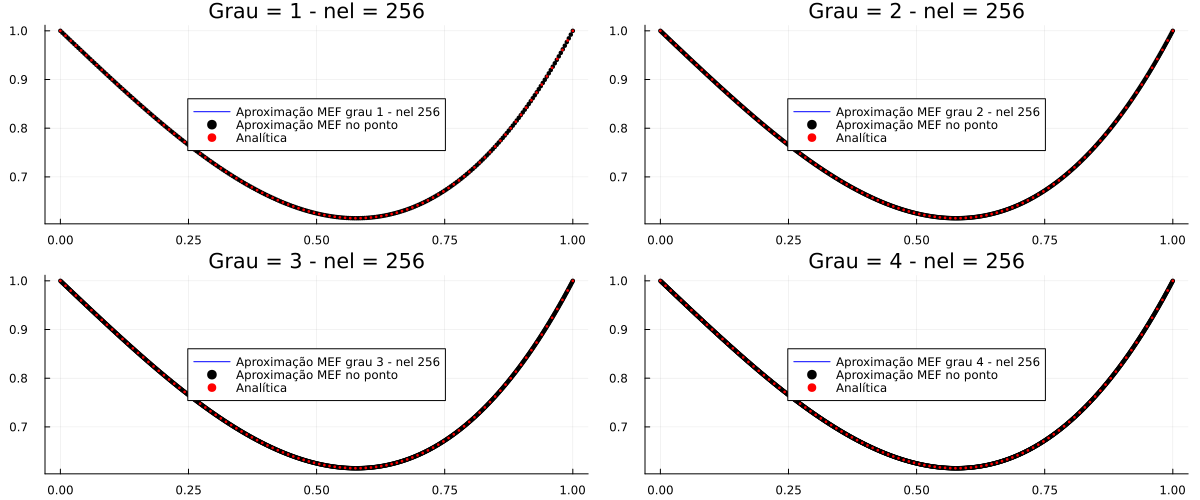 Grau = 1 - nel = 256
1.0
0.9
0.8
0.7
Aproximação MEF grau 1 - nel 256
Aproximação MEF no ponto
Analítica
0.00 0.25 0.50 0.75 1.00
Grau = 2 - nel = 256
1.0
0.9
0.8
0.7
Aproximação MEF grau 2 - nel 256
Aproximação MEF no ponto
Analítica
0.00 0.25 0.50 0.75 1.00
Grau = 3 - nel = 256
1.0
0.9
0.8
0.7
Aproximação MEF grau 3 - nel 256
Aproximação MEF no ponto
Analítica
0.00 0.25 0.50 0.75 1.00
Grau = 4 - nel = 256
1.0
0.9
0.8
0.7
Aproximação MEF grau 4 - nel 256
Aproximação MEF no ponto
Analítica
0.00 0.25 0.50 0.75 1.00